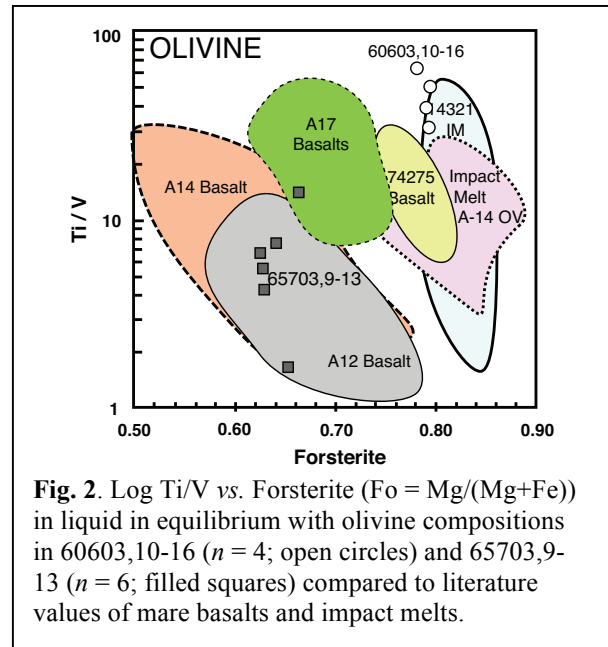 100
OLIVINE
60603,10-16
14321
IM
A17
Basalts
A14 Basalt
74275
Basalt
Impact
Melt
A-14 OV
Ti / V
10
65703,9-13
A12 Basalt
1
0.50 0.60 0.70 0.80 0.90
Forsterite
Fig. 2. Log Ti/V vs. Forsterite (Fo = Mg/(Mg+Fe))
in liquid in equilibrium with olivine compositions
in 60603,10-16 (n = 4; open circles) and 65703,9-
13 (n = 6; filled squares) compared to literature
values of mare basalts and impact melts.